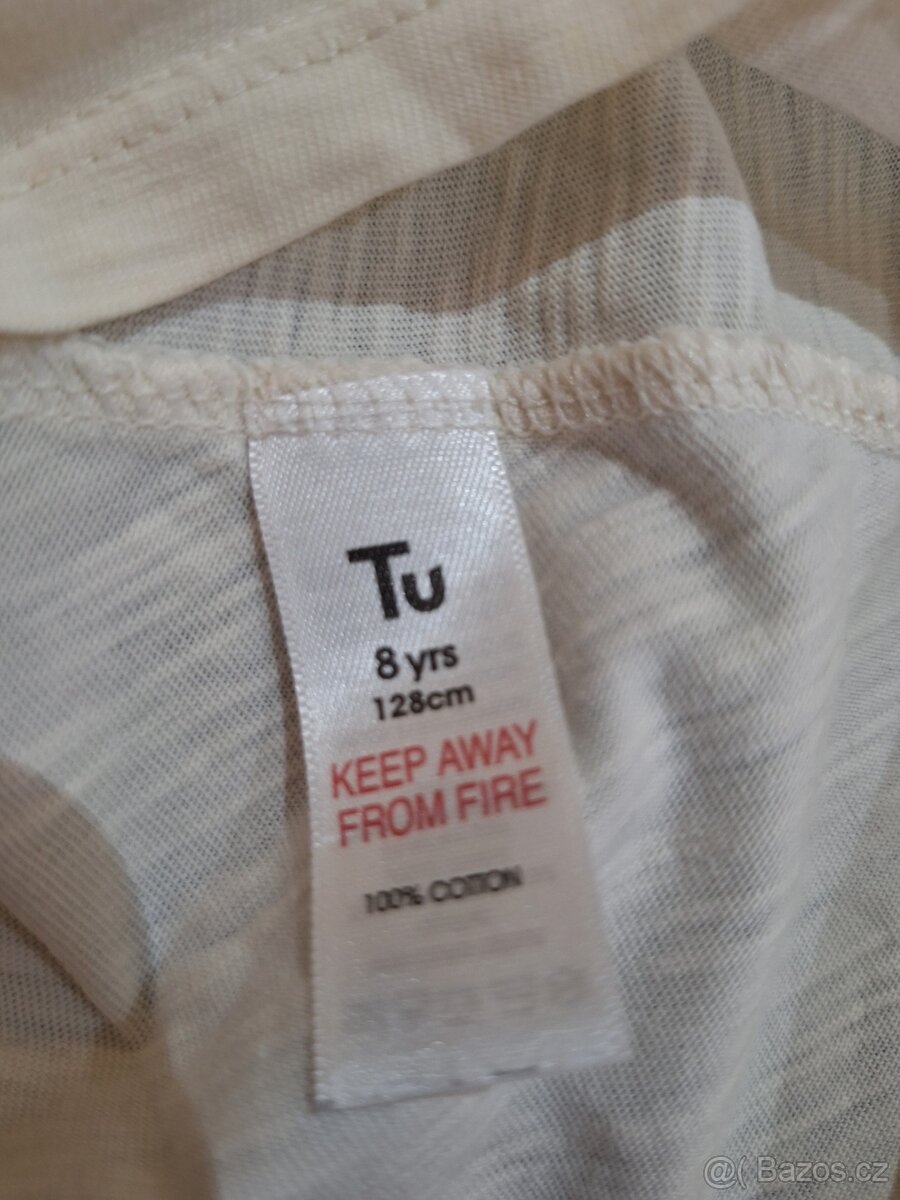 Tu
8 yrs
128cm
KEEP AWAY
FROM FIRE
100% COTTON
@( Bazos.cz